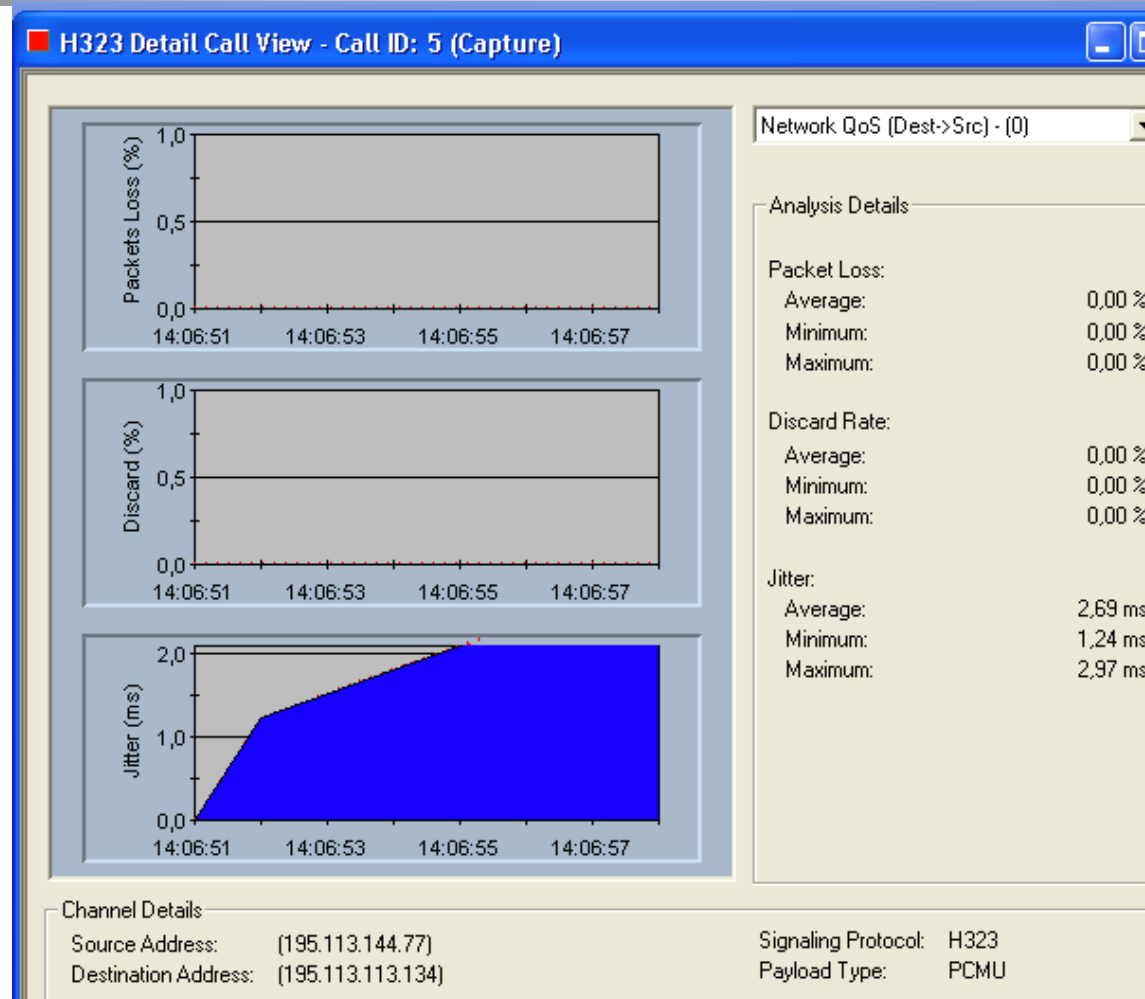 H323 Detail Call View - Call ID: 5 (Capture)
Packets Loss (%)
1,0
0,5
0,0
14:06:51 14:06:53 14:06:55 14:06:57
Discard (%)
1,0
0,5
0,0
14:06:51 14:06:53 14:06:55 14:06:57
Jitter (ms)
2,0
1,0
0,0
14:06:51 14:06:53 14:06:55 14:06:57
Network QoS (Dest->Src) - (0)
Analysis Details
Packet Loss:
Average: 0,00 %
Minimum: 0,00 %
Maximum: 0,00 %
Discard Rate:
Average: 0,00 %
Minimum: 0,00 %
Maximum: 0,00 %
Jitter:
Average: 2,69 ms
Minimum: 1,24 ms
Maximum: 2,97 ms
Channel Details
Source Address: (195.113.144.77)
Destination Address: (195.113.113.134)
Signaling Protocol: H323
Payload Type: PCMU